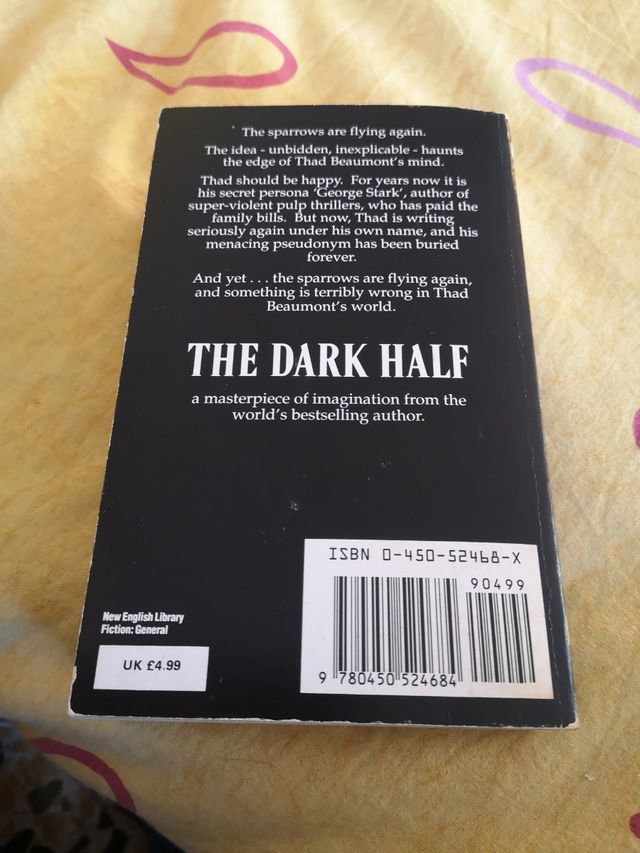 The sparrows are flying again.
The idea - unbidden, inexplicable - haunts
the edge of Thad Beaumont's mind.
Thad should be happy. For years now it is
his secret persona 'George Stark', author of
super-violent pulp thrillers, who has paid the
family bills. But now, Thad is writing
seriously again under his own name, and his
menacing pseudonym has been buried
forever.
And yet . . . the sparrows are flying again,
and something is terribly wrong in Thad
Beaumont's world.
THE DARK HALF
a masterpiece of imagination from the
world's bestselling author.
ISBN 0-450-52468-X
90499
9 780450 524684
New English Library
Fiction: General
UK £4.99